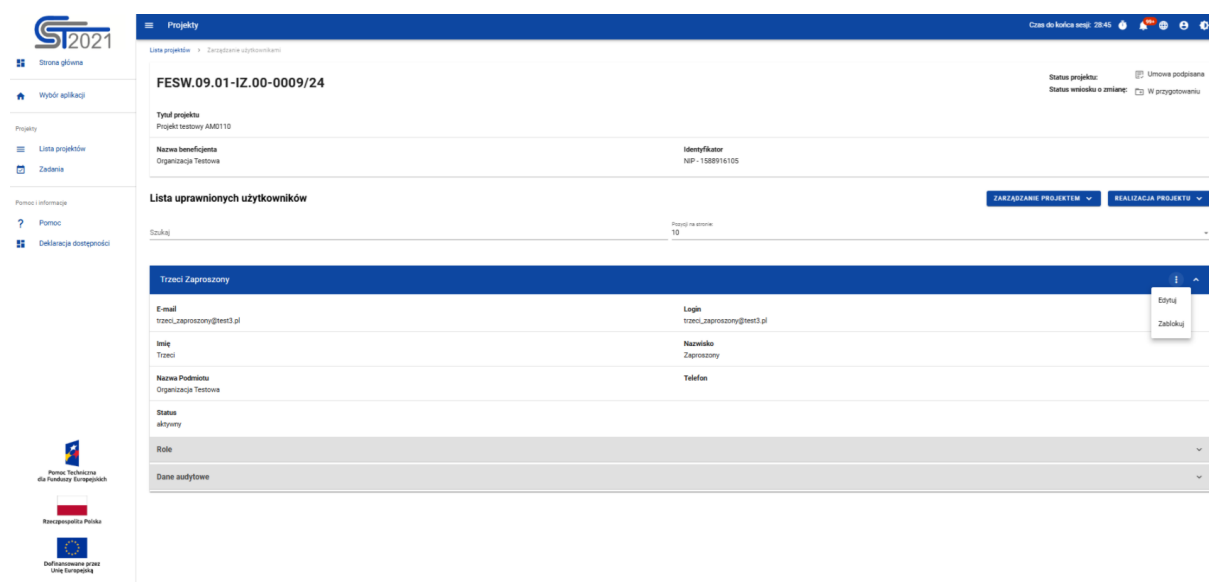 ST2021
Strona główna
Wybór aplikacji
Projekty
Lista projektów
Zadania
Pomoc i informacje
? Pomoc
Deklaracja dostępności
Pomoc Techniczna
dla Funduszy Europejskich
Rzeczpospolita Polska
Dofinansowane przez
Unię Europejską
Projekty
Czas do końca sesji: 28:45
99+
Lista projektów > Zarządzanie użytkownikami
FESW.09.01-IZ.00-0009/24
Status projektu: Umowa podpisana
Status wniosku o zmianę: W przygotowaniu
Tytuł projektu
Projekt testowy AM0110
Nazwa beneficjenta
Organizacja Testowa
Identyfikator
NIP - 1588916105
Lista uprawnionych użytkowników
ZARZĄDZANIE PROJEKTEM
REALIZACJA PROJEKTU
Szukaj
Pozycji na stronie:
10
Trzeci Zaproszony
Edytuj
Zablokuj
E-mail
trzeci_zaproszony@test3.pl
Login
trzeci_zaproszony@test3.pl
Imię
Trzeci
Nazwisko
Zaproszony
Nazwa Podmiotu
Organizacja Testowa
Telefon
Status
aktywny
Role
Dane audytowe